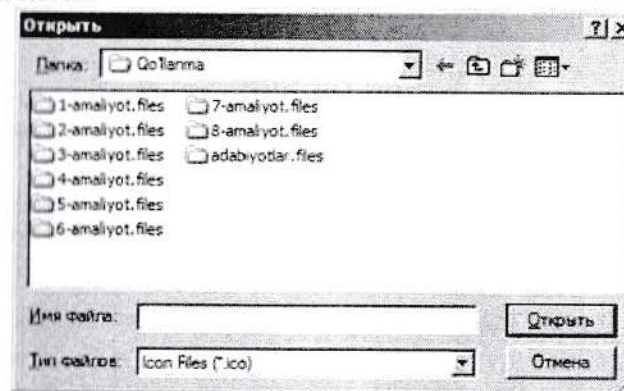 Открыть
Папка: Qo'llanma
1-amaliyot.files 7-amaliyot.files
2-amaliyot.files 8-amaliyot.files
3-amaliyot.files adabiyotlar.files
4-amaliyot.files
5-amaliyot.files
6-amaliyot.files
Имя файла: Открыть
Тип файлов: Icon Files (*.ico) Отмена